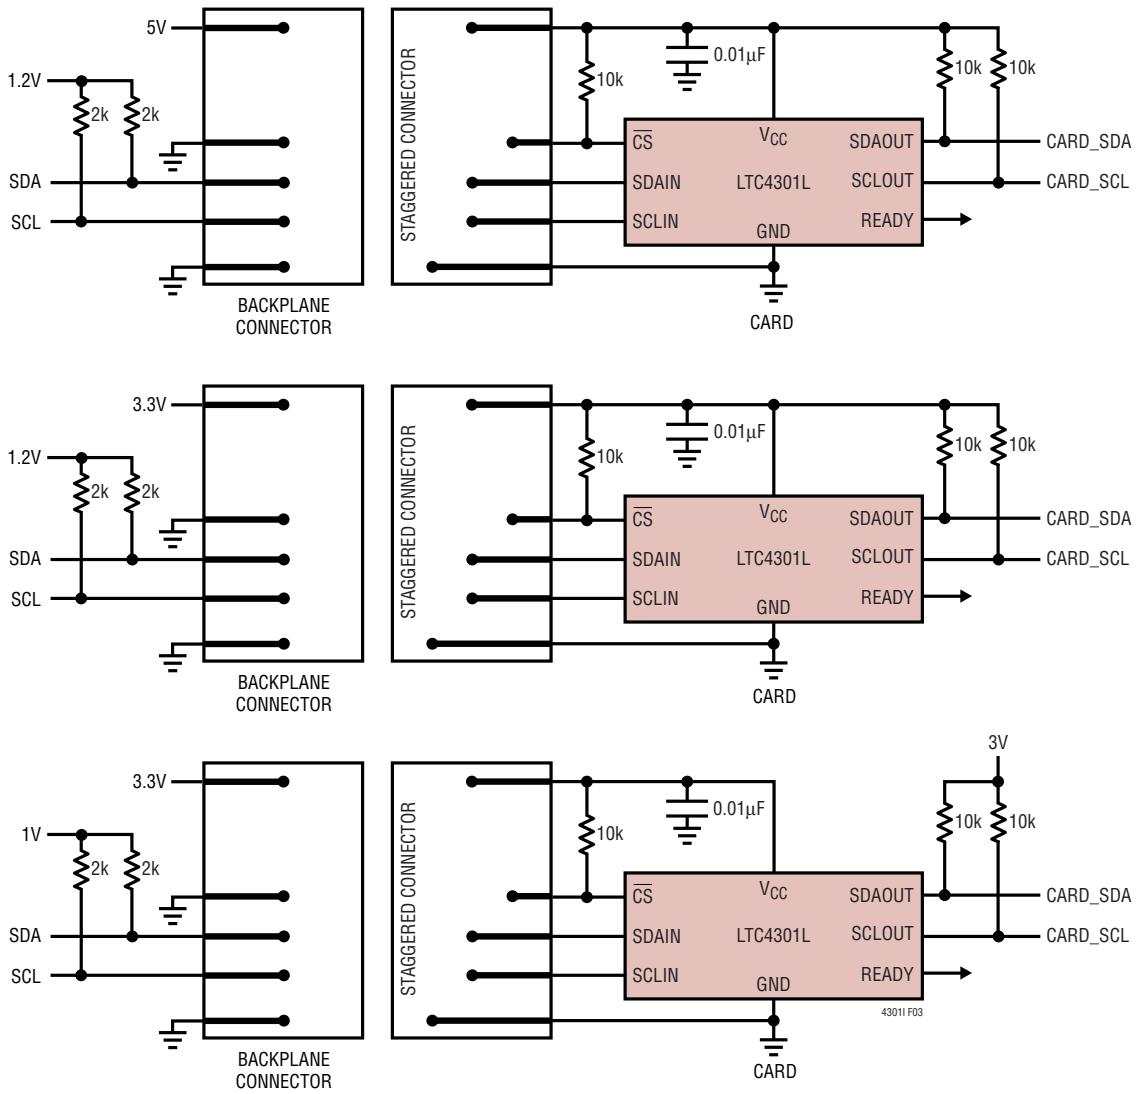 5V
1.2V
2k
2k
SDA
SCL
BACKPLANE
CONNECTOR
STAGGERED CONNECTOR
10k
0.01µF
10k
10k
CS
VCC
SDAOUT
CARD_SDA
SDAIN
LTC4301L
SCLOUT
CARD_SCL
SCLIN
READY
GND
CARD
3.3V
1.2V
2k
2k
SDA
SCL
BACKPLANE
CONNECTOR
STAGGERED CONNECTOR
10k
0.01µF
10k
10k
CS
VCC
SDAOUT
CARD_SDA
SDAIN
LTC4301L
SCLOUT
CARD_SCL
SCLIN
READY
GND
CARD
3.3V
1V
2k
2k
SDA
SCL
BACKPLANE
CONNECTOR
STAGGERED CONNECTOR
10k
0.01µF
3V
10k
10k
CS
VCC
SDAOUT
CARD_SDA
SDAIN
LTC4301L
SCLOUT
CARD_SCL
SCLIN
READY
GND
4301l F03
CARD